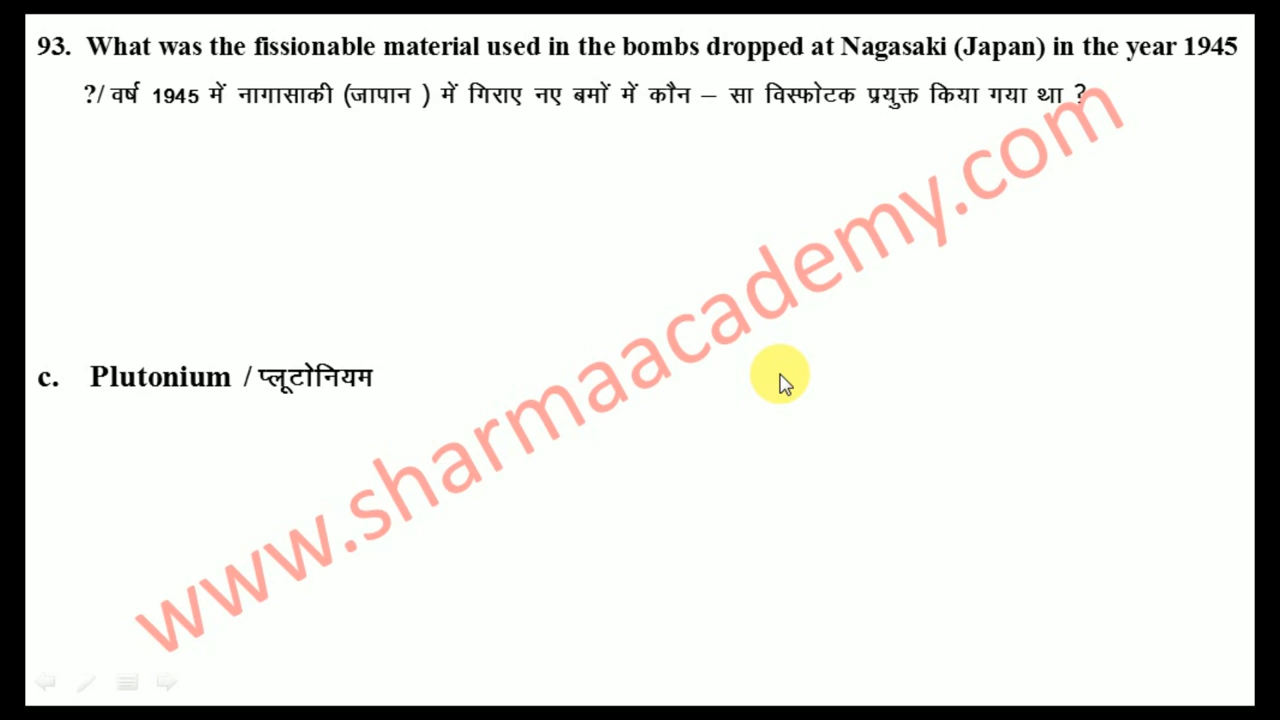 93. What was the fissionable material used in the bombs dropped at Nagasaki (Japan) in the year 1945
?/ वर्ष 1945 में नागासाकी (जापान ) में गिराए नए बमों में कौन – सा विस्फोटक प्रयुक्त किया गया था ?
c. Plutonium / प्लूटोनियम
www.sharmaacademy.com